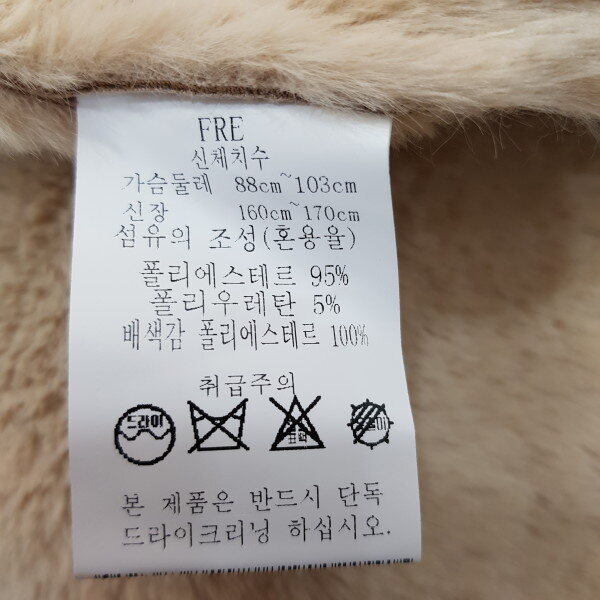 FRE
신체치수
가슴둘레 88cm~103cm
신장 160cm~170cm
섬유의 조성(혼용율)
폴리에스테르 95%
폴리우레탄 5%
배색감 폴리에스테르 100%
취급주의
드라이
표백
본 제품은 반드시 단독
드라이크리닝 하십시오.